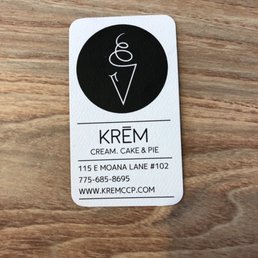 KRĒM
CREAM. CAKE & PIE
115 E MOANA LANE #102
775-685-8695
WWW.KREMCCP.COM